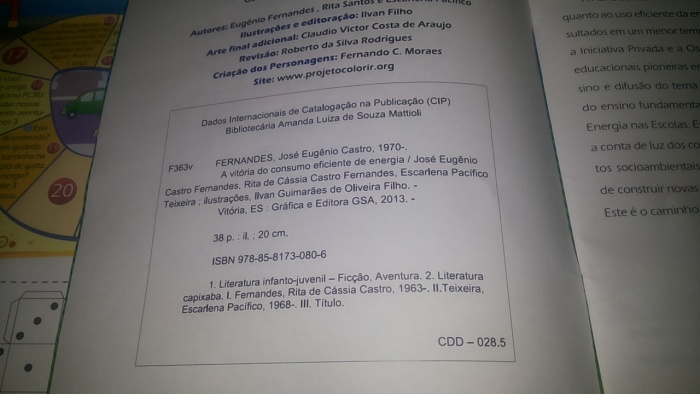 Autores: Eugênio Fernandes , Rita Santos e Pacífico
Ilustrações e editoração: Ilvan Filho
Arte final adicional: Claudio Victor Costa de Araujo
Revisão: Roberto da Silva Rodrigues
Criação dos Personagens: Fernando C. Moraes
Site: www.projetocolorir.org
Dados Internacionais de Catalogação na Publicação (CIP)
Bibliotecária Amanda Luiza de Souza Mattioli
F363v
FERNANDES, José Eugênio Castro, 1970-.
A vitória do consumo eficiente de energia / José Eugênio
Castro Fernandes, Rita de Cássia Castro Fernandes, Escarlena Pacífico
Teixeira ; ilustrações, Ilvan Guimarães de Oliveira Filho. -
Vitória, ES : Gráfica e Editora GSA, 2013. -
38 p. : il. ; 20 cm.
ISBN 978-85-8173-080-6
1. Literatura infanto-juvenil – Ficção, Aventura. 2. Literatura
capixaba. I. Fernandes, Rita de Cássia Castro, 1963-. II.Teixeira,
Escarlena Pacífico, 1968-. III. Título.
CDD – 028.5
quanto ao uso eficiente da
sultados em um menor
a Iniciativa Privada e a
educacionais pioneiras
sino e difusão do tema
do ensino
Energia nas Escolas.
a conta de luz dos
tos socioambientais
de construir novas
Este é o caminho
17
20